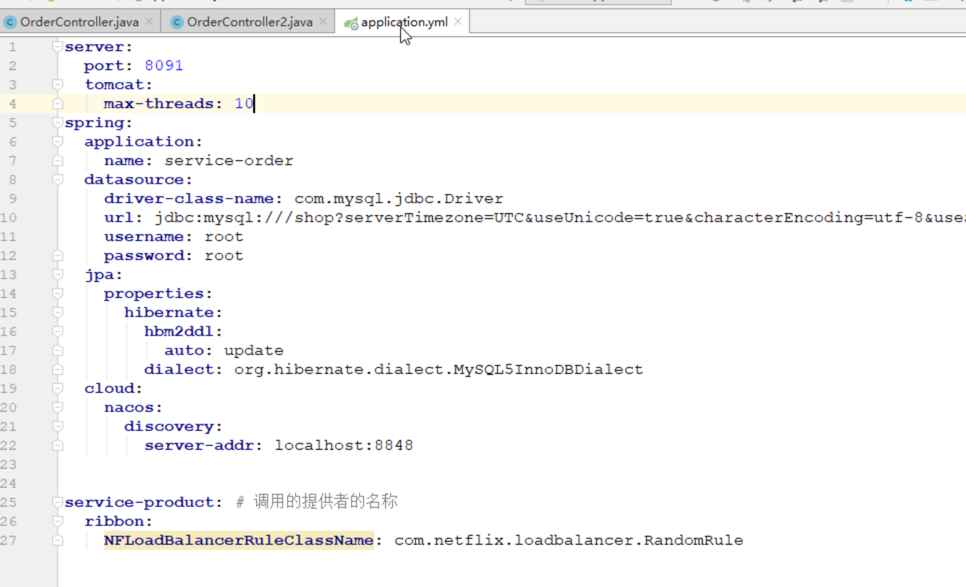 OrderController.java
OrderController2.java
application.yml
1 server:
2 port: 8091
3 tomcat:
4 max-threads: 10
5 spring:
6 application:
7 name: service-order
8 datasource:
9 driver-class-name: com.mysql.jdbc.Driver
10 url: jdbc:mysql:///shop?serverTimezone=UTC&useUnicode=true&characterEncoding=utf-8&use
11 username: root
12 password: root
13 jpa:
14 properties:
15 hibernate:
16 hbm2ddl:
17 auto: update
18 dialect: org.hibernate.dialect.MySQL5InnoDBDialect
19 cloud:
20 nacos:
21 discovery:
22 server-addr: localhost:8848
23
24
25 service-product: # 调用的提供者的名称
26 ribbon:
27 NFLoadBalancerRuleClassName: com.netflix.loadbalancer.RandomRule